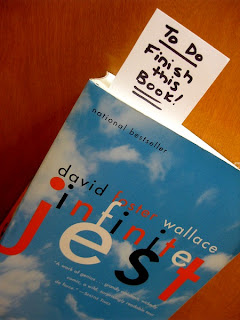 To Do
Finish
this
Book!
national bestseller
david foster wallace
infinite
jest